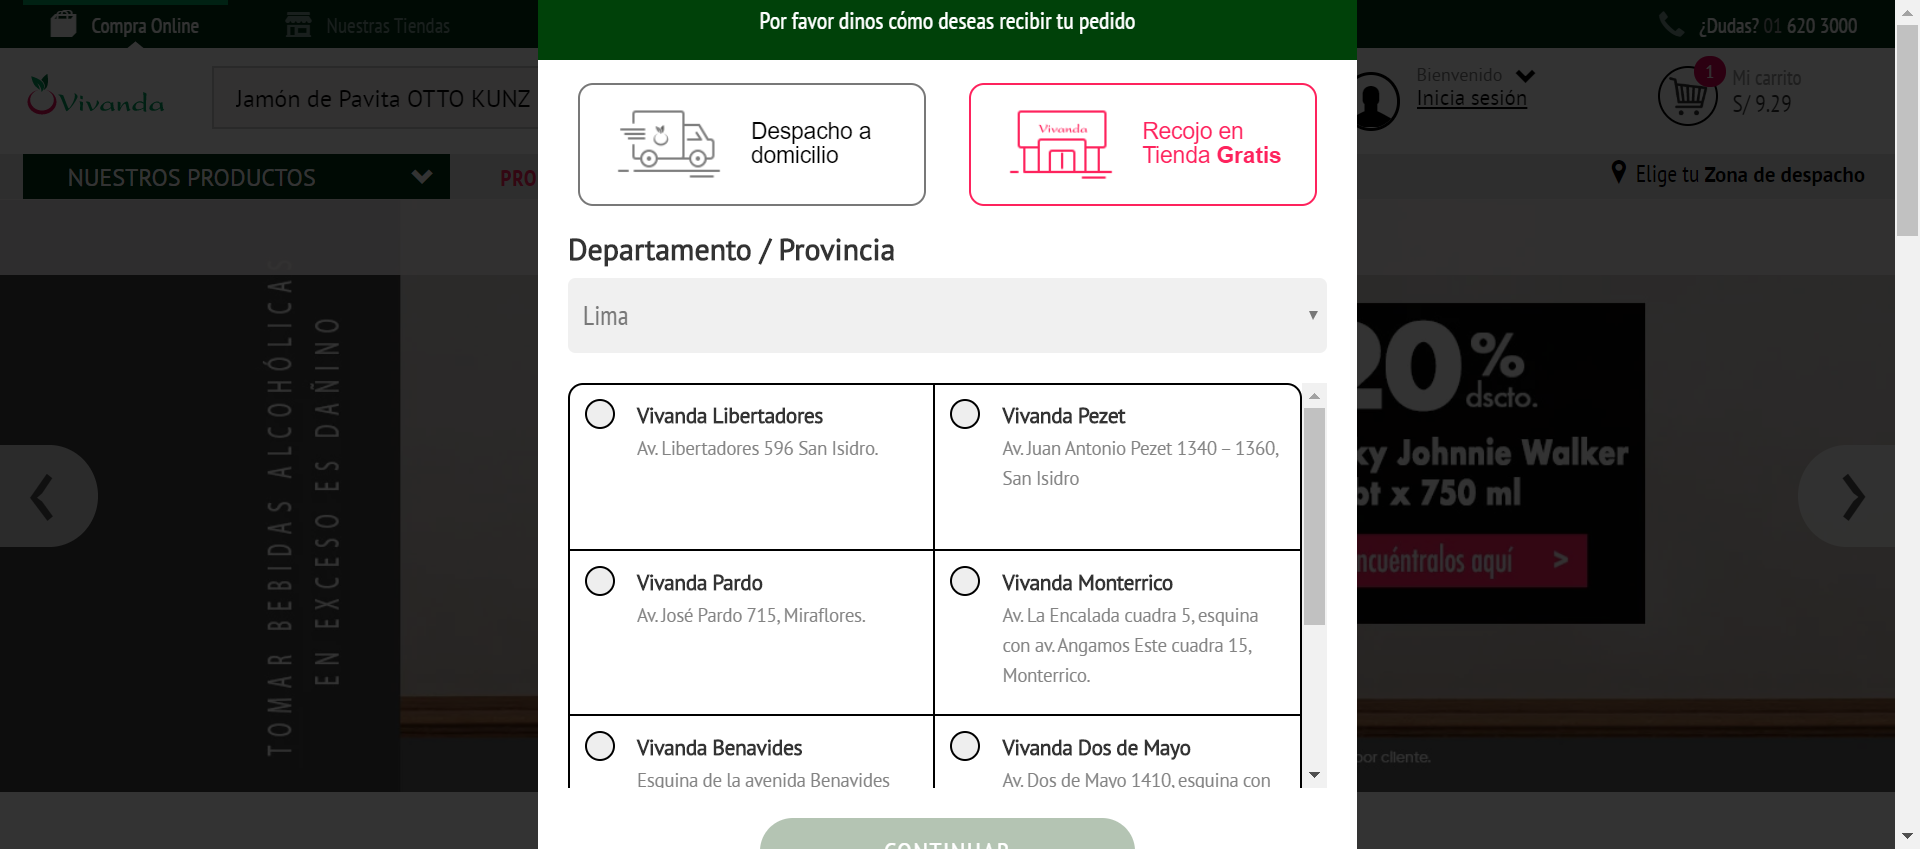 Compra Online
Nuestras Tiendas
Por favor dinos cómo deseas recibir tu pedido
¿Dudas? 01 620 3000
Vivanda
Jamón de Pavita OTTO KUNZ
Bienvenido
Inicia sesión
1
Mi carrito
S/ 9.29
NUESTROS PRODUCTOS
PRO
Elige tu Zona de despacho
Despacho a
domicilio
Vivanda
Recojo en
Tienda Gratis
Departamento / Provincia
Lima
TOMAR BEBIDAS ALCOHÓLICAS
EN EXCESO ES DAÑINO
Vivanda Libertadores
Av. Libertadores 596 San Isidro.
Vivanda Pezet
Av. Juan Antonio Pezet 1340 – 1360,
San Isidro
Vivanda Pardo
Av. José Pardo 715, Miraflores.
Vivanda Monterrico
Av. La Encalada cuadra 5, esquina
con av. Angamos Este cuadra 15,
Monterrico.
Vivanda Benavides
Esquina de la avenida Benavides
Vivanda Dos de Mayo
Av. Dos de Mayo 1410, esquina con
CONTINUAR
20%
dscto.
ky Johnnie Walker
ot x 750 ml
ncuéntralos aquí >
por cliente.